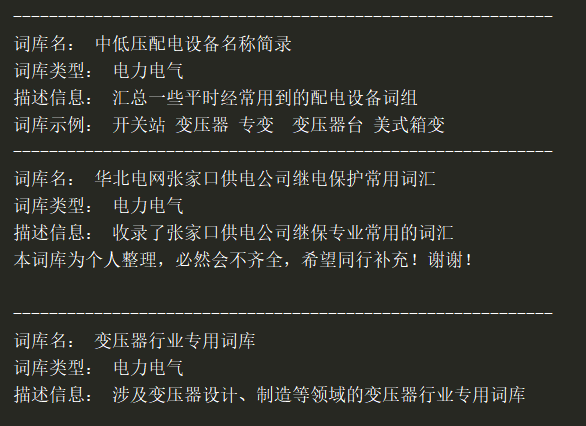 ------------------------------------------------------------
词库名： 中低压配电设备名称简录
词库类型： 电力电气
描述信息： 汇总一些平时经常用到的配电设备词组
词库示例： 开关站 变压器 专变  变压器台 美式箱变
------------------------------------------------------------
词库名： 华北电网张家口供电公司继电保护常用词汇
词库类型： 电力电气
描述信息： 收录了张家口供电公司继保专业常用的词汇
本词库为个人整理，必然会不齐全，希望同行补充！谢谢！
------------------------------------------------------------
词库名： 变压器行业专用词库
词库类型： 电力电气
描述信息： 涉及变压器设计、制造等领域的变压器行业专用词库